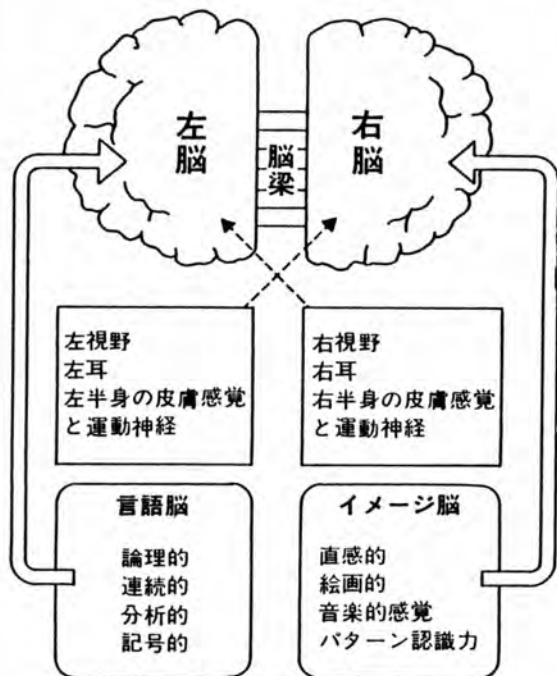 左脳
脳梁
右脳
左視野
左耳
左半身の皮膚感覚
と運動神経
右視野
右耳
右半身の皮膚感覚
と運動神経
言語脳
論理的
連続的
分析的
記号的
イメージ脳
直感的
絵画的
音楽的感覚
パターン認識力